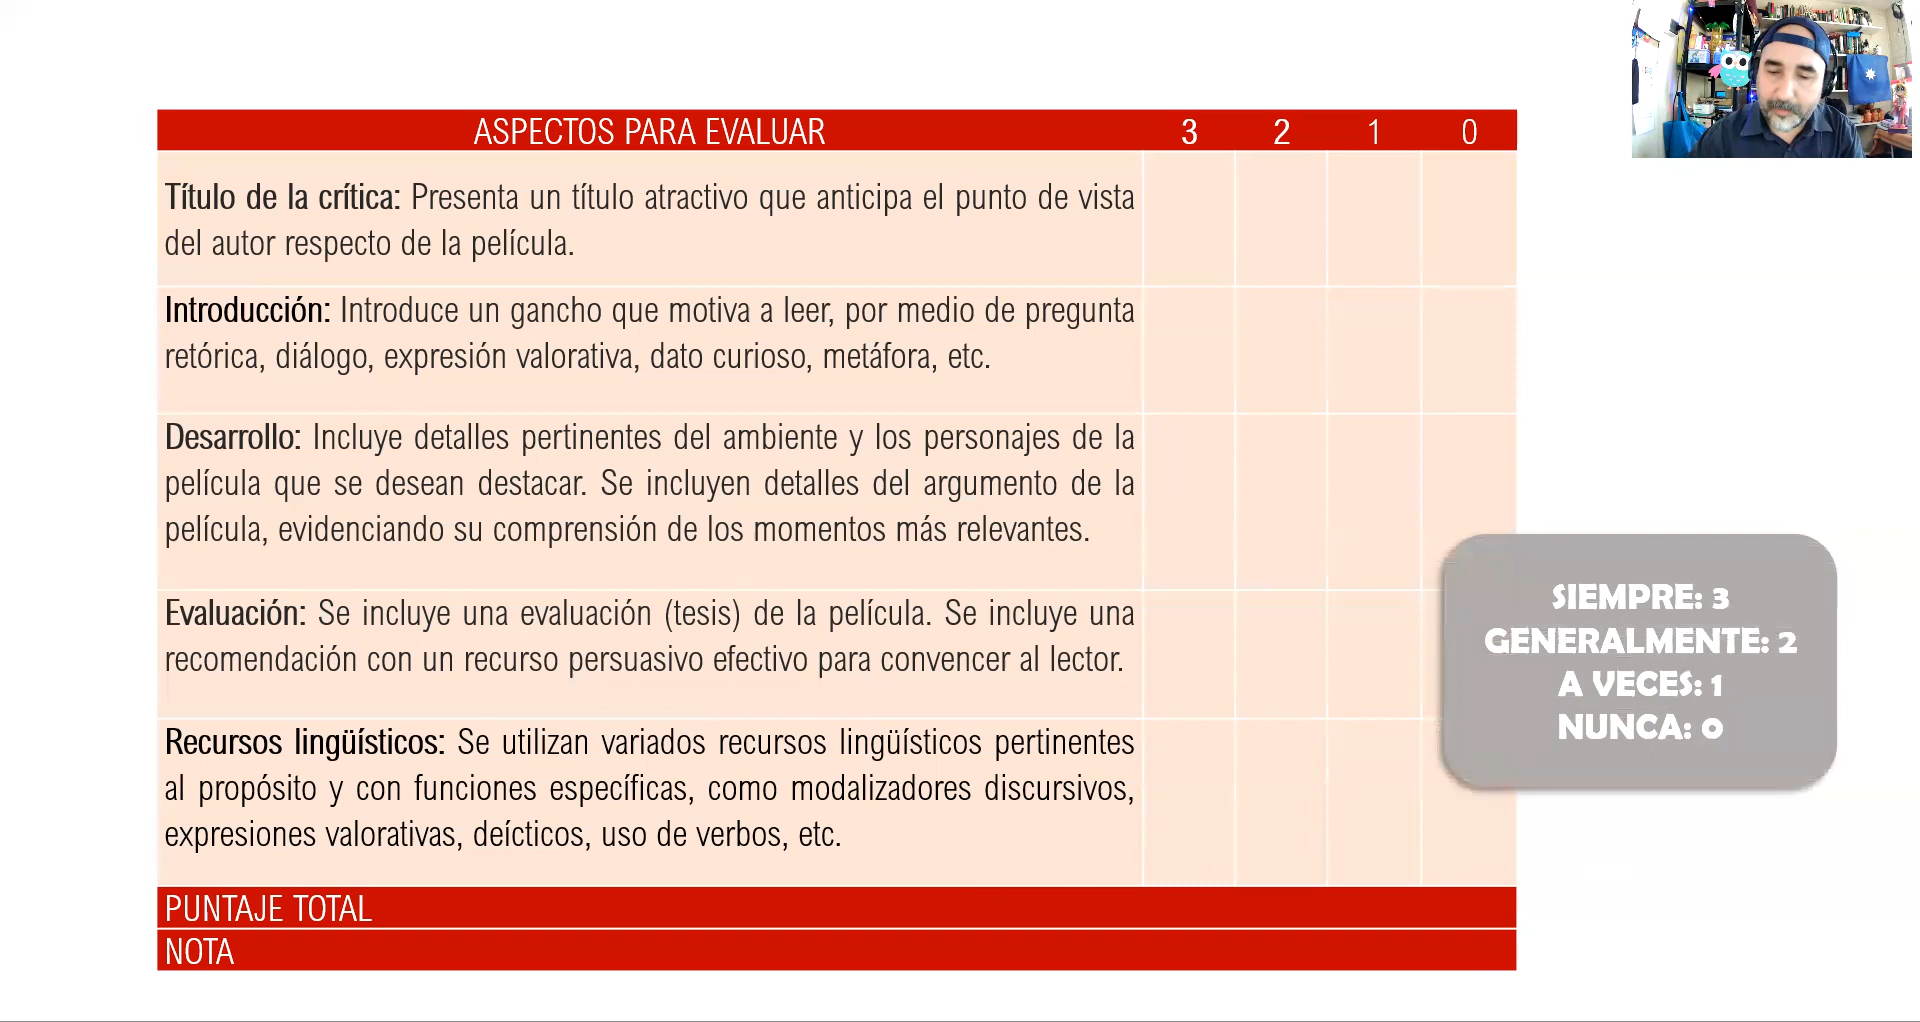 ASPECTOS PARA EVALUAR 3 2 1 0
Título de la crítica: Presenta un título atractivo que anticipa el punto de vista
del autor respecto de la película.
Introducción: Introduce un gancho que motiva a leer, por medio de pregunta
retórica, diálogo, expresión valorativa, dato curioso, metáfora, etc.
Desarrollo: Incluye detalles pertinentes del ambiente y los personajes de la
película que se desean destacar. Se incluyen detalles del argumento de la
película, evidenciando su comprensión de los momentos más relevantes.
Evaluación: Se incluye una evaluación (tesis) de la película. Se incluye una
recomendación con un recurso persuasivo efectivo para convencer al lector.
Recursos lingüísticos: Se utilizan variados recursos lingüísticos pertinentes
al propósito y con funciones específicas, como modalizadores discursivos,
expresiones valorativas, deícticos, uso de verbos, etc.
PUNTAJE TOTAL
NOTA
SIEMPRE: 3
GENERALMENTE: 2
A VECES: 1
NUNCA: 0